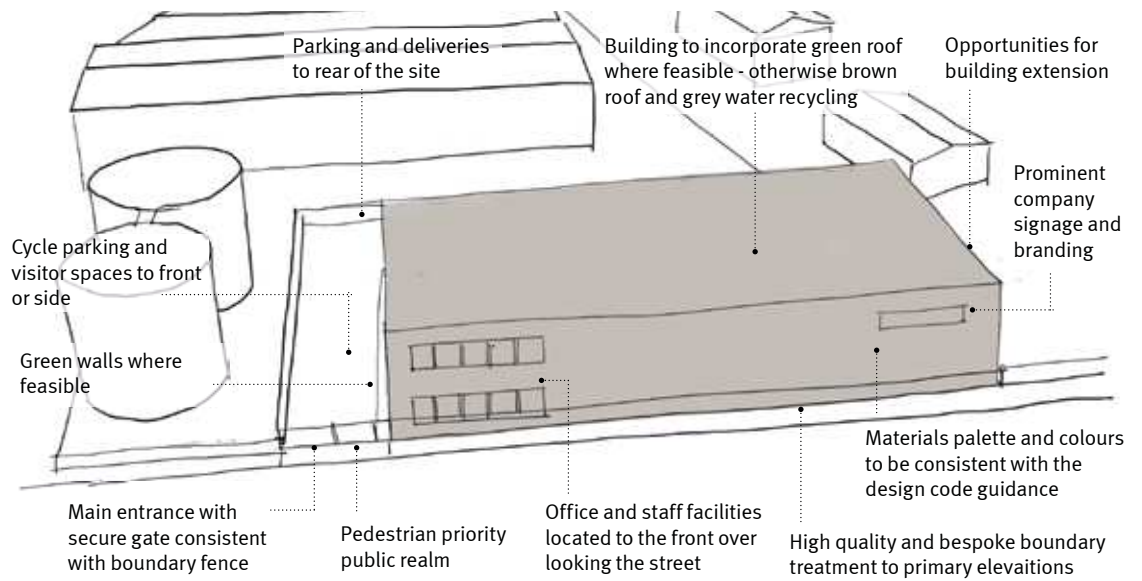 Parking and deliveries
to rear of the site
Building to incorporate green roof
where feasible - otherwise brown
roof and grey water recycling
Opportunities for
building extension
Prominent
company
signage and
branding
Cycle parking and
visitor spaces to front
or side
Green walls where
feasible
Materials palette and colours
to be consistent with the
design code guidance
Main entrance with
secure gate consistent
with boundary fence
Pedestrian priority
public realm
Office and staff facilities
located to the front over
looking the street
High quality and bespoke boundary
treatment to primary elevaitions